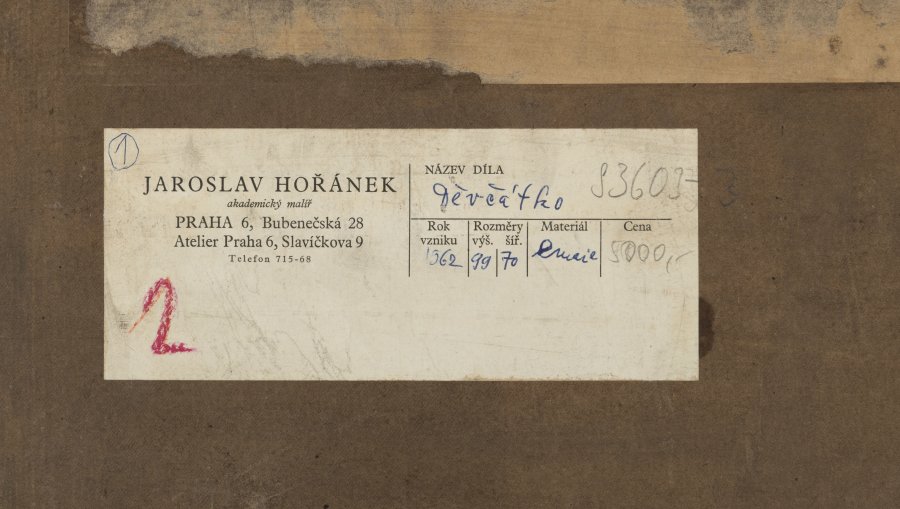 1
JAROSLAV HOŘÁNEK
akademický malíř
PRAHA 6, Bubenečská 28
Atelier Praha 6, Slavíčkova 9
Telefon 715-68
2
NÁZEV DÍLA
Děvčátko
Rok vzniku
Rozměry
výš. šíř.
Materiál
Cena
1962
99
70
5000,-